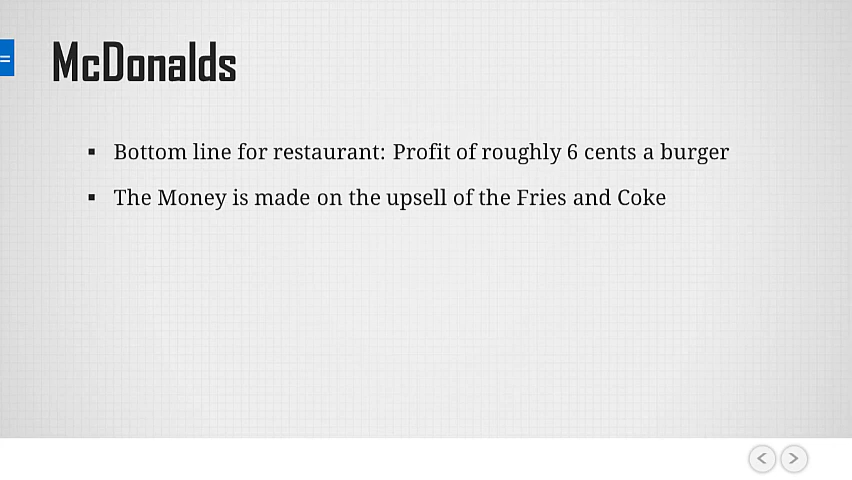 McDonalds
▪ Bottom line for restaurant: Profit of roughly 6 cents a burger
▪ The Money is made on the upsell of the Fries and Coke